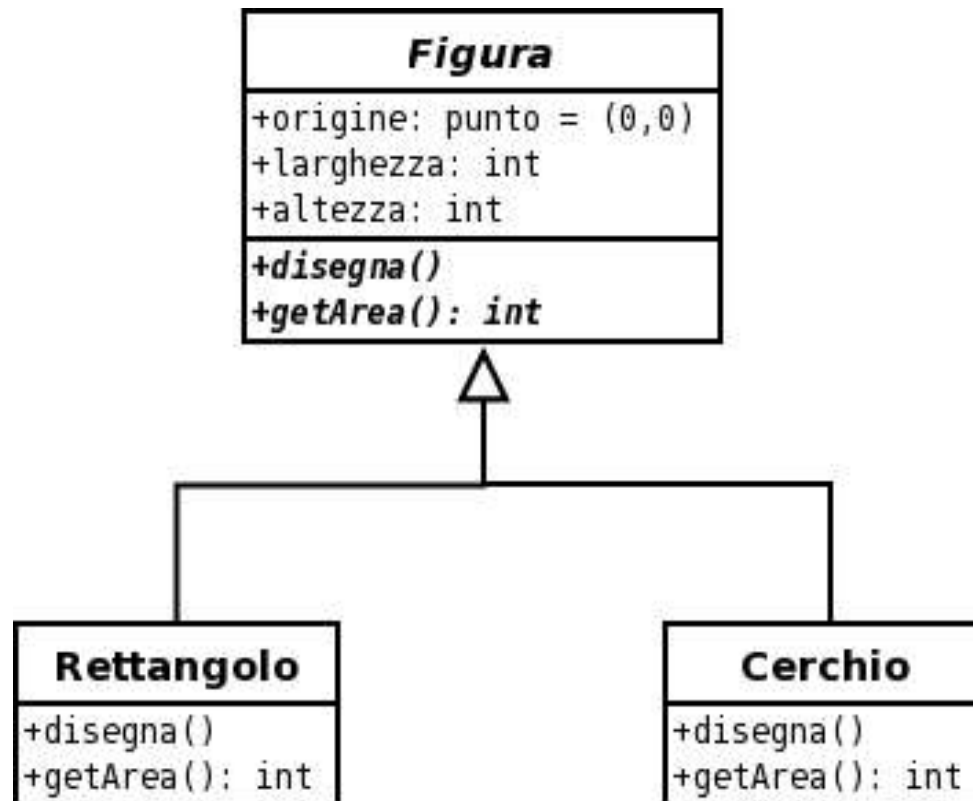 Figura
+origine: punto = (0,0)
+larghezza: int
+altezza: int
+disegna()
+getArea(): int
Rettangolo
+disegna()
+getArea(): int
Cerchio
+disegna()
+getArea(): int